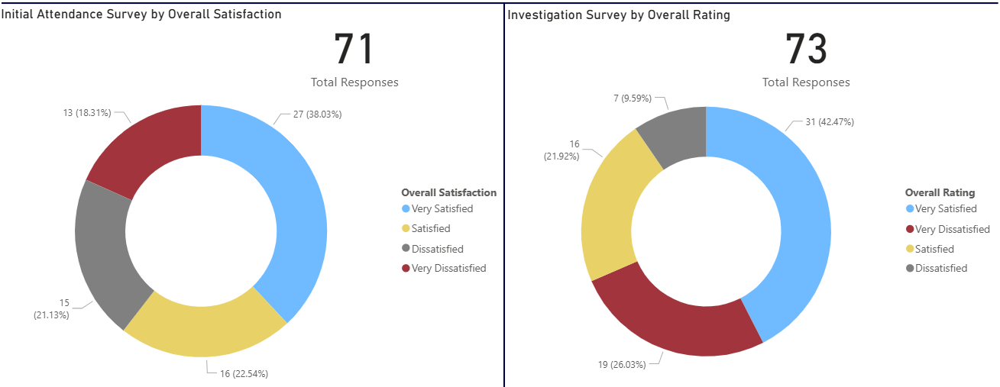 Initial Attendance Survey by Overall Satisfaction
71
Total Responses
13 (18.31%)
27 (38.03%)
15
(21.13%)
16 (22.54%)
Overall Satisfaction
Very Satisfied
Satisfied
Dissatisfied
Very Dissatisfied
Investigation Survey by Overall Rating
73
Total Responses
7 (9.59%)
31 (42.47%)
16
(21.92%)
19 (26.03%)
Overall Rating
Very Satisfied
Very Dissatisfied
Satisfied
Dissatisfied